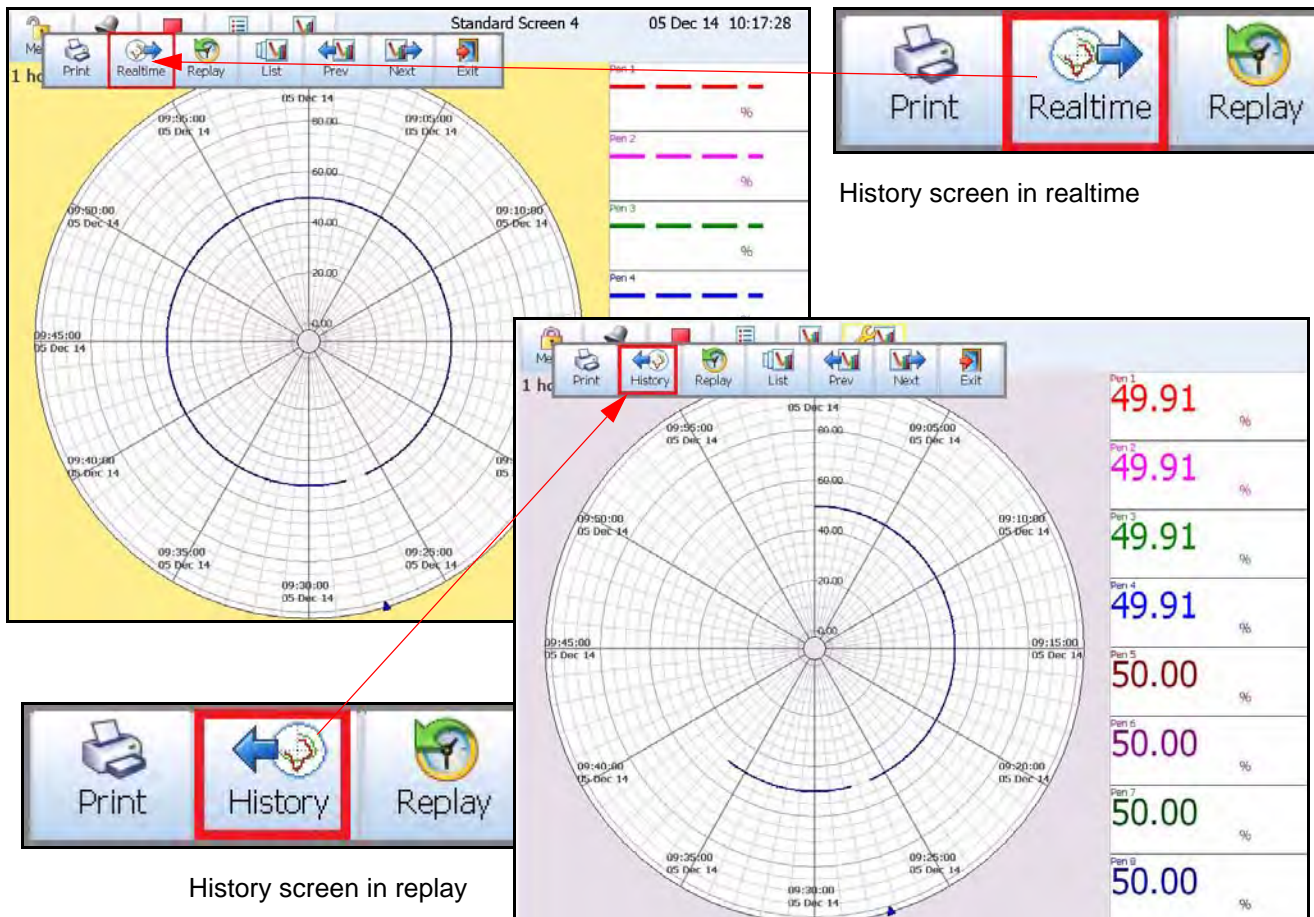 Standard Screen 4
05 Dec 14 10:17:28
Me
Print
Realtime
Replay
List
Prev
Next
Exit
1 ho
05 Dec 14
09:55:00
05 Dec 14
09:05:00
05 Dec 14
80.00
60.00
40.00
20.00
0.00
09:50:00
05 Dec 14
09:10:00
05 Dec 14
09:45:00
05 Dec 14
09:40:00
05 Dec 14
09:
05
09:35:00
05 Dec 14
09:25:00
05 Dec 14
09:30:00
05 Dec 14
Pen 1
%
Pen 2
%
Pen 3
%
Pen 4
Print
Realtime
Replay
History screen in realtime
Me
Print
History
Replay
List
Prev
Next
Exit
1 ho
05 Dec 14
09:55:00
05 Dec 14
09:05:00
05 Dec 14
80.00
60.00
40.00
20.00
0.00
09:50:00
05 Dec 14
09:10:00
05 Dec 14
09:45:00
05 Dec 14
09:15:00
05 Dec 14
09:40:00
05 Dec 14
09:20:00
05 Dec 14
09:35:00
05 Dec 14
09:25:00
05 Dec 14
09:30:00
05 Dec 14
Pen 1
49.91
%
Pen 2
49.91
%
Pen 3
49.91
%
Pen 4
49.91
%
Pen 5
50.00
%
Pen 6
50.00
%
Pen 7
50.00
%
Pen 8
50.00
%
Print
History
Replay
History screen in replay